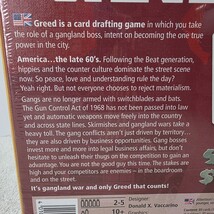 Greed is a card drafting game in which you take
the role of a gangland boss, intent on becoming the one true
power in the city.
America...the late 60's. Following the Beat generation,
hippies and the counter culture dominate the street scene
now. So peace, love and understanding rule the day?
Yeah right. But not everyone chooses to reject materialism.
Gangs are no longer armed with switchblades and bats.
The Gun Control Act of 1968 has not been passed into law
yet and automatic weapons move freely into the country
and across state lines. Skirmishes and gang wars take a
heavy toll. The gang conflicts aren't just driven by territory...
they are also driven by business opportunities. Gangs
invest more and more into legitimate business affairs, but don't
hesitate to unleash their thugs on the competition to gain
an advantage. You and the good you like this. The stakes are
high and your competitors are enemies - in the boardroom
and on the street.
It's gangland war and only Greed that counts!
2-5
10+
Designer:
Donald X. Vaccarino